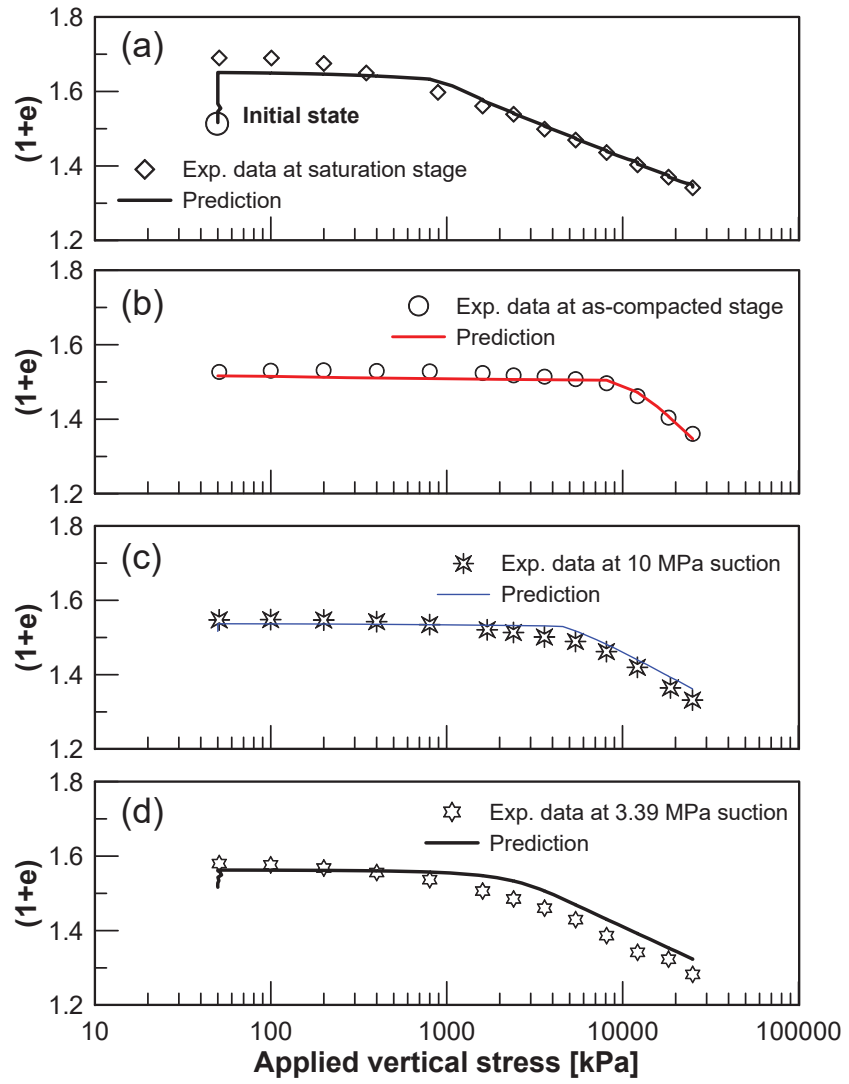 1.8
(a)
1.6
(1+e)
Initial state
1.4
Exp. data at saturation stage
Prediction
1.2
1.8
(b)
Exp. data at as-compacted stage
1.6
Prediction
(1+e)
1.4
1.2
1.8
(c)
Exp. data at 10 MPa suction
1.6
Prediction
(1+e)
1.4
1.2
1.8
(d)
Exp. data at 3.39 MPa suction
Prediction
1.6
(1+e)
1.4
1.2
10 100 1000 10000 100000
Applied vertical stress [kPa]